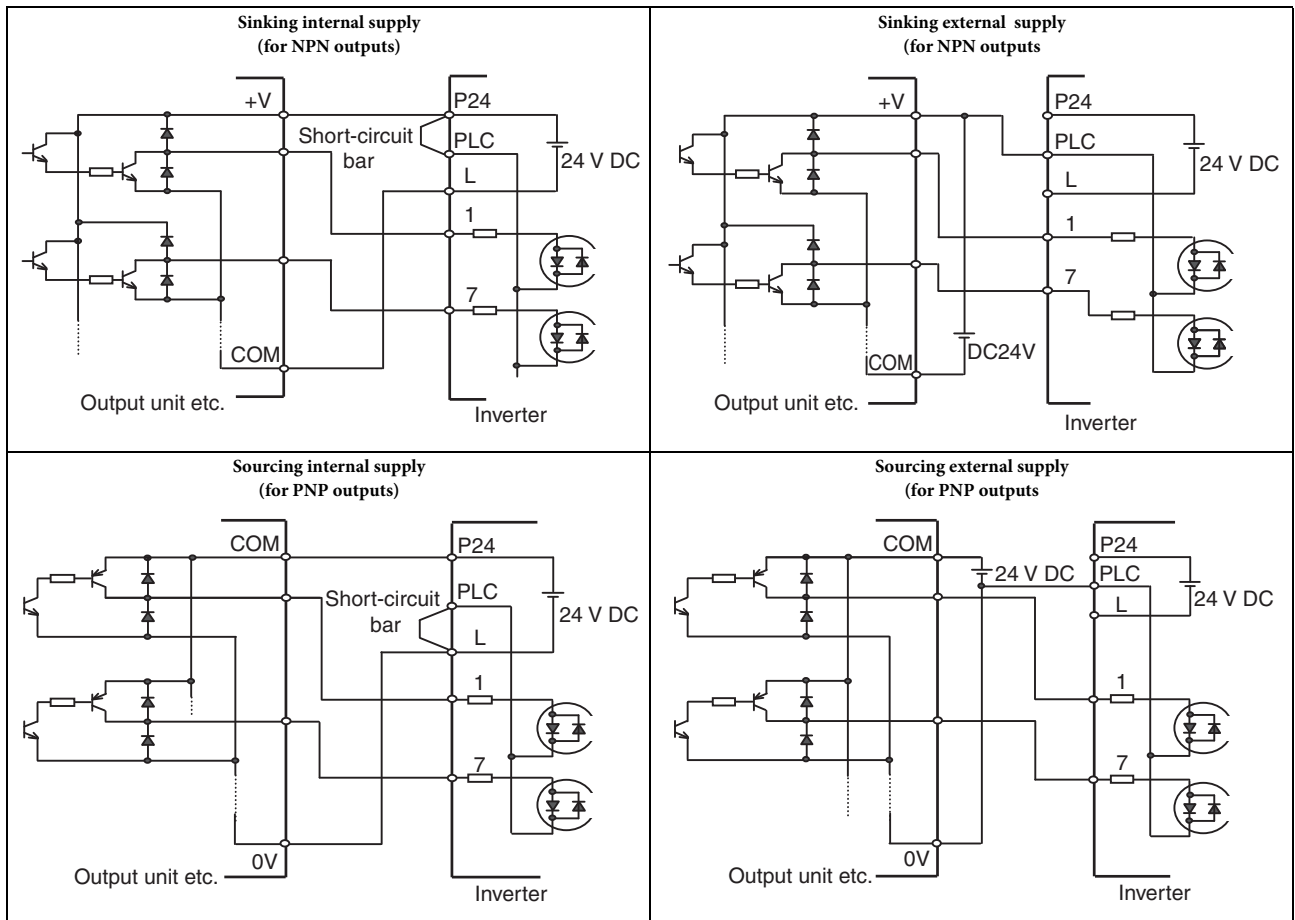 Sinking internal supply
(for NPN outputs)
+V
P24
Short-circuit
bar
PLC
24 V DC
L
1
7
COM
Output unit etc.
Inverter
Sinking external supply
(for NPN outputs
+V
P24
PLC
24 V DC
L
1
7
DC24V
COM
Output unit etc.
Inverter
Sourcing internal supply
(for PNP outputs)
COM
P24
PLC
Short-circuit
bar
24 V DC
L
1
7
0V
Output unit etc.
Inverter
Sourcing external supply
(for PNP outputs
COM
P24
24 V DC
PLC
24 V DC
L
1
7
0V
Output unit etc.
Inverter